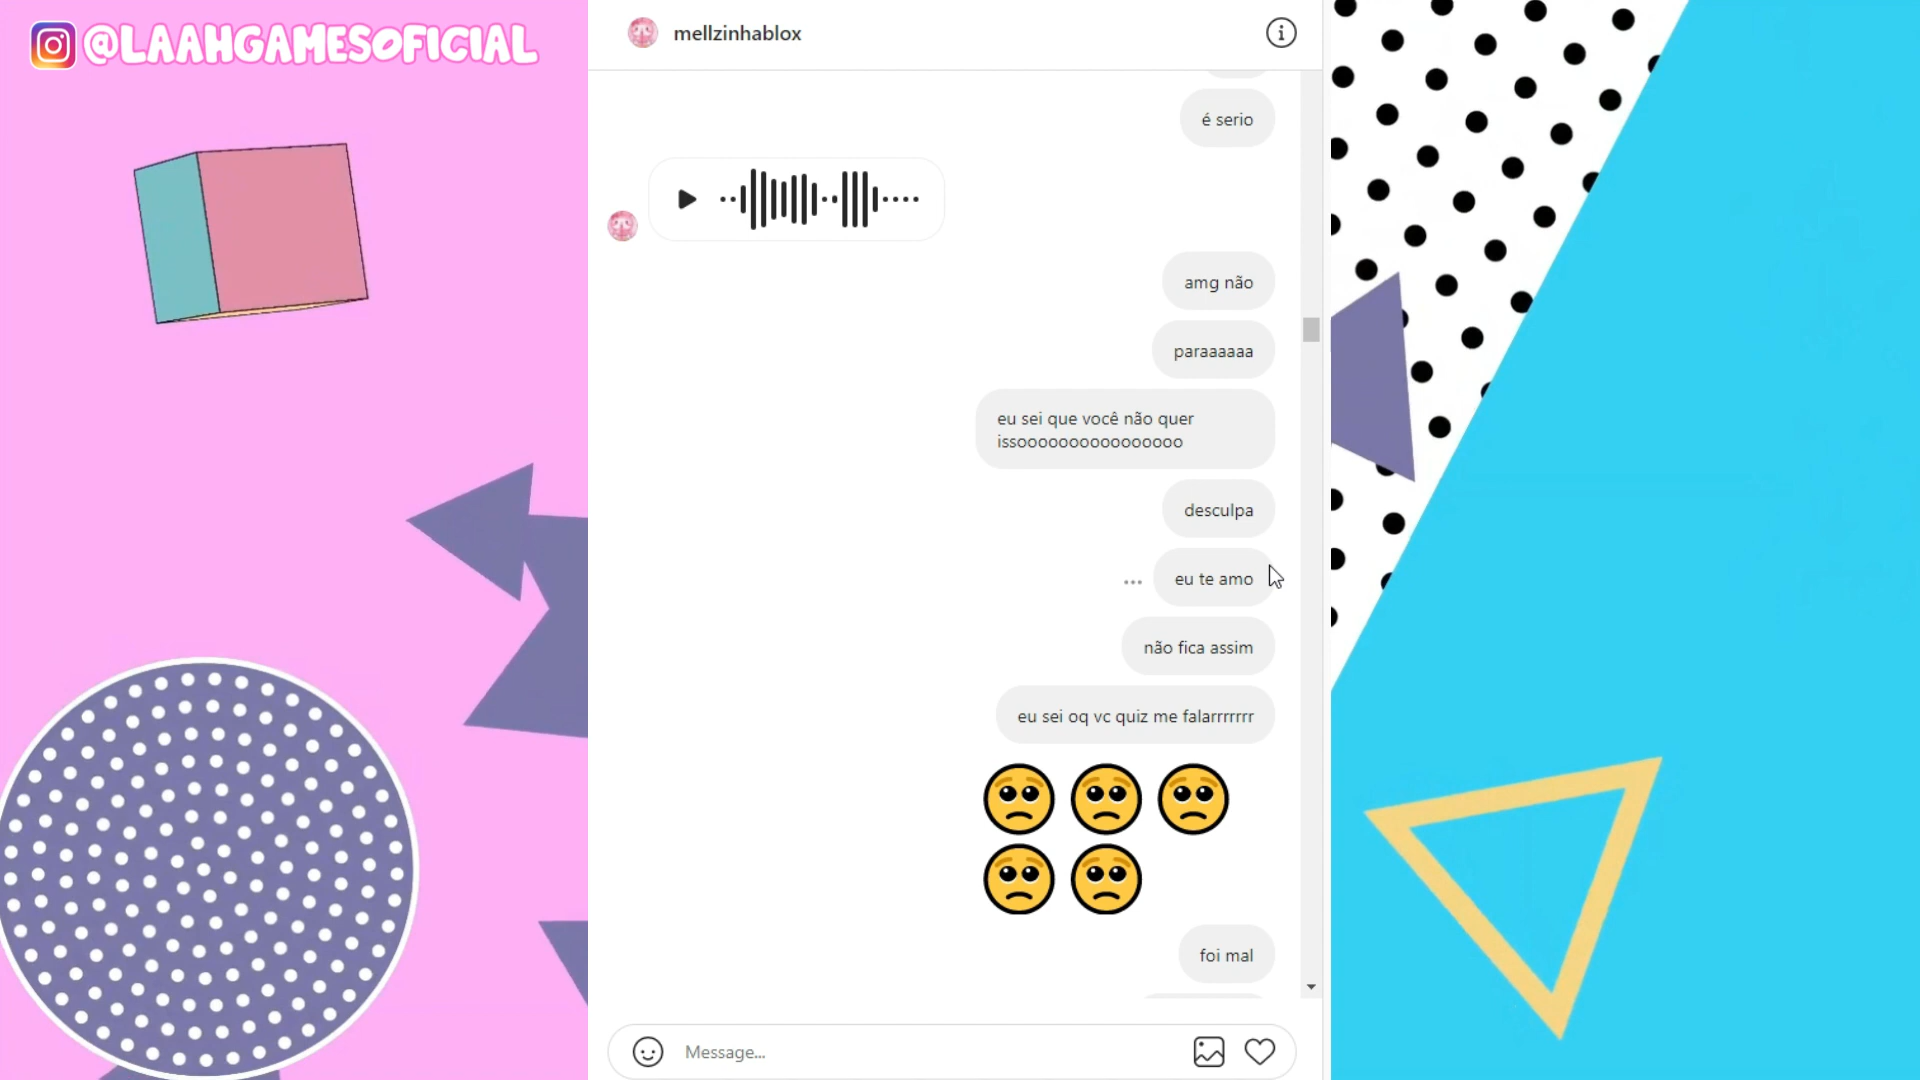 @LAAHGAMESOFICIAL
mellzinhablox
é serio
amg não
paraaaaaa
eu sei que você não quer
issoooooooooooooooo
desculpa
eu te amo
não fica assim
eu sei oq vc quiz me falarrrrrrr
foi mal
Message...